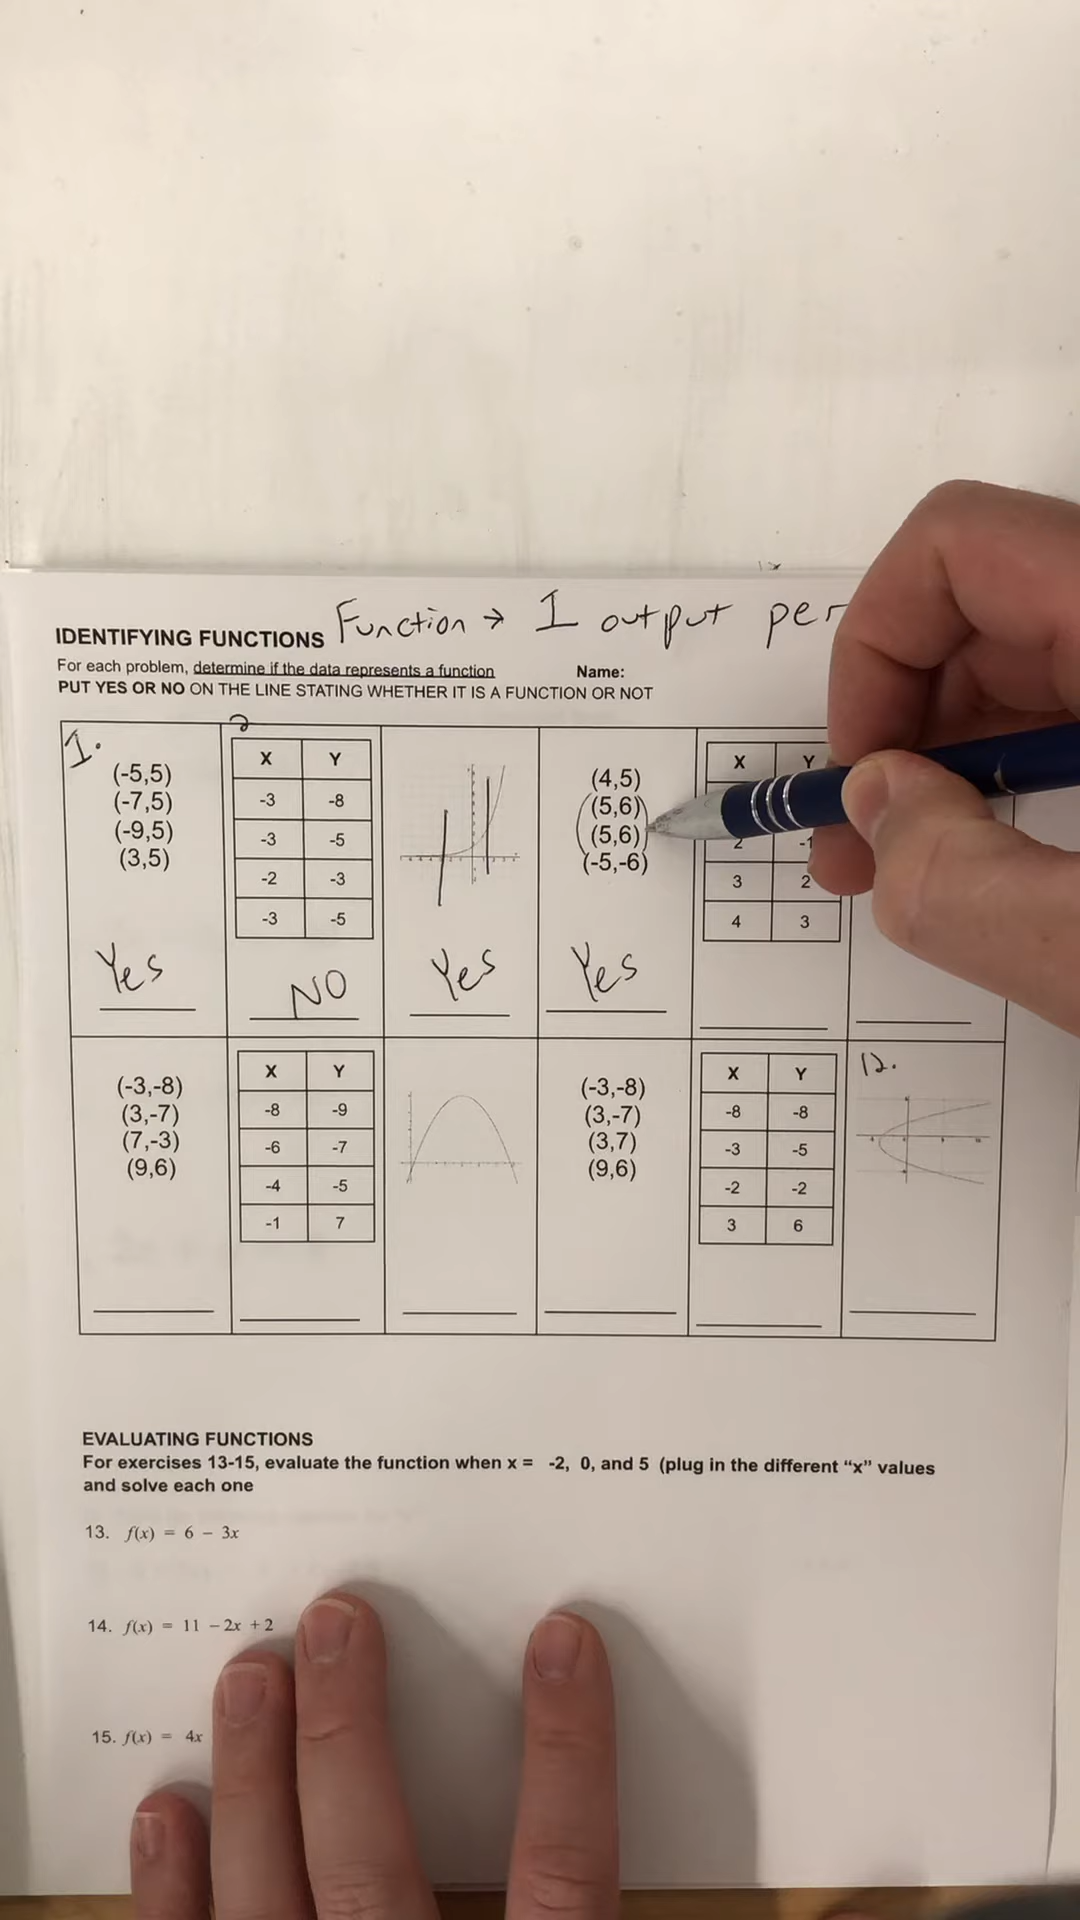 Function → 1 output per
IDENTIFYING FUNCTIONS
For each problem, determine if the data represents a function Name:
PUT YES OR NO ON THE LINE STATING WHETHER IT IS A FUNCTION OR NOT
1.
(-5,5)
(-7,5)
(-9,5)
(3,5)
Yes
2
X Y
-3 -8
-3 -5
-2 -3
-3 -5
NO
Yes
(4,5)
(5,6)
(5,6)
(-5,-6)
Yes
X Y
2 -1
3 2
4 3
(-3,-8)
(3,-7)
(7,-3)
(9,6)
X Y
-8 -9
-6 -7
-4 -5
-1 7
(-3,-8)
(3,-7)
(3,7)
(9,6)
X Y
-8 -8
-3 -5
-2 -2
3 6
12.
EVALUATING FUNCTIONS
For exercises 13-15, evaluate the function when x = -2, 0, and 5 (plug in the different “x” values
and solve each one
13. f(x) = 6 − 3x
14. f(x) = 11 − 2x + 2
15. f(x) = 4x